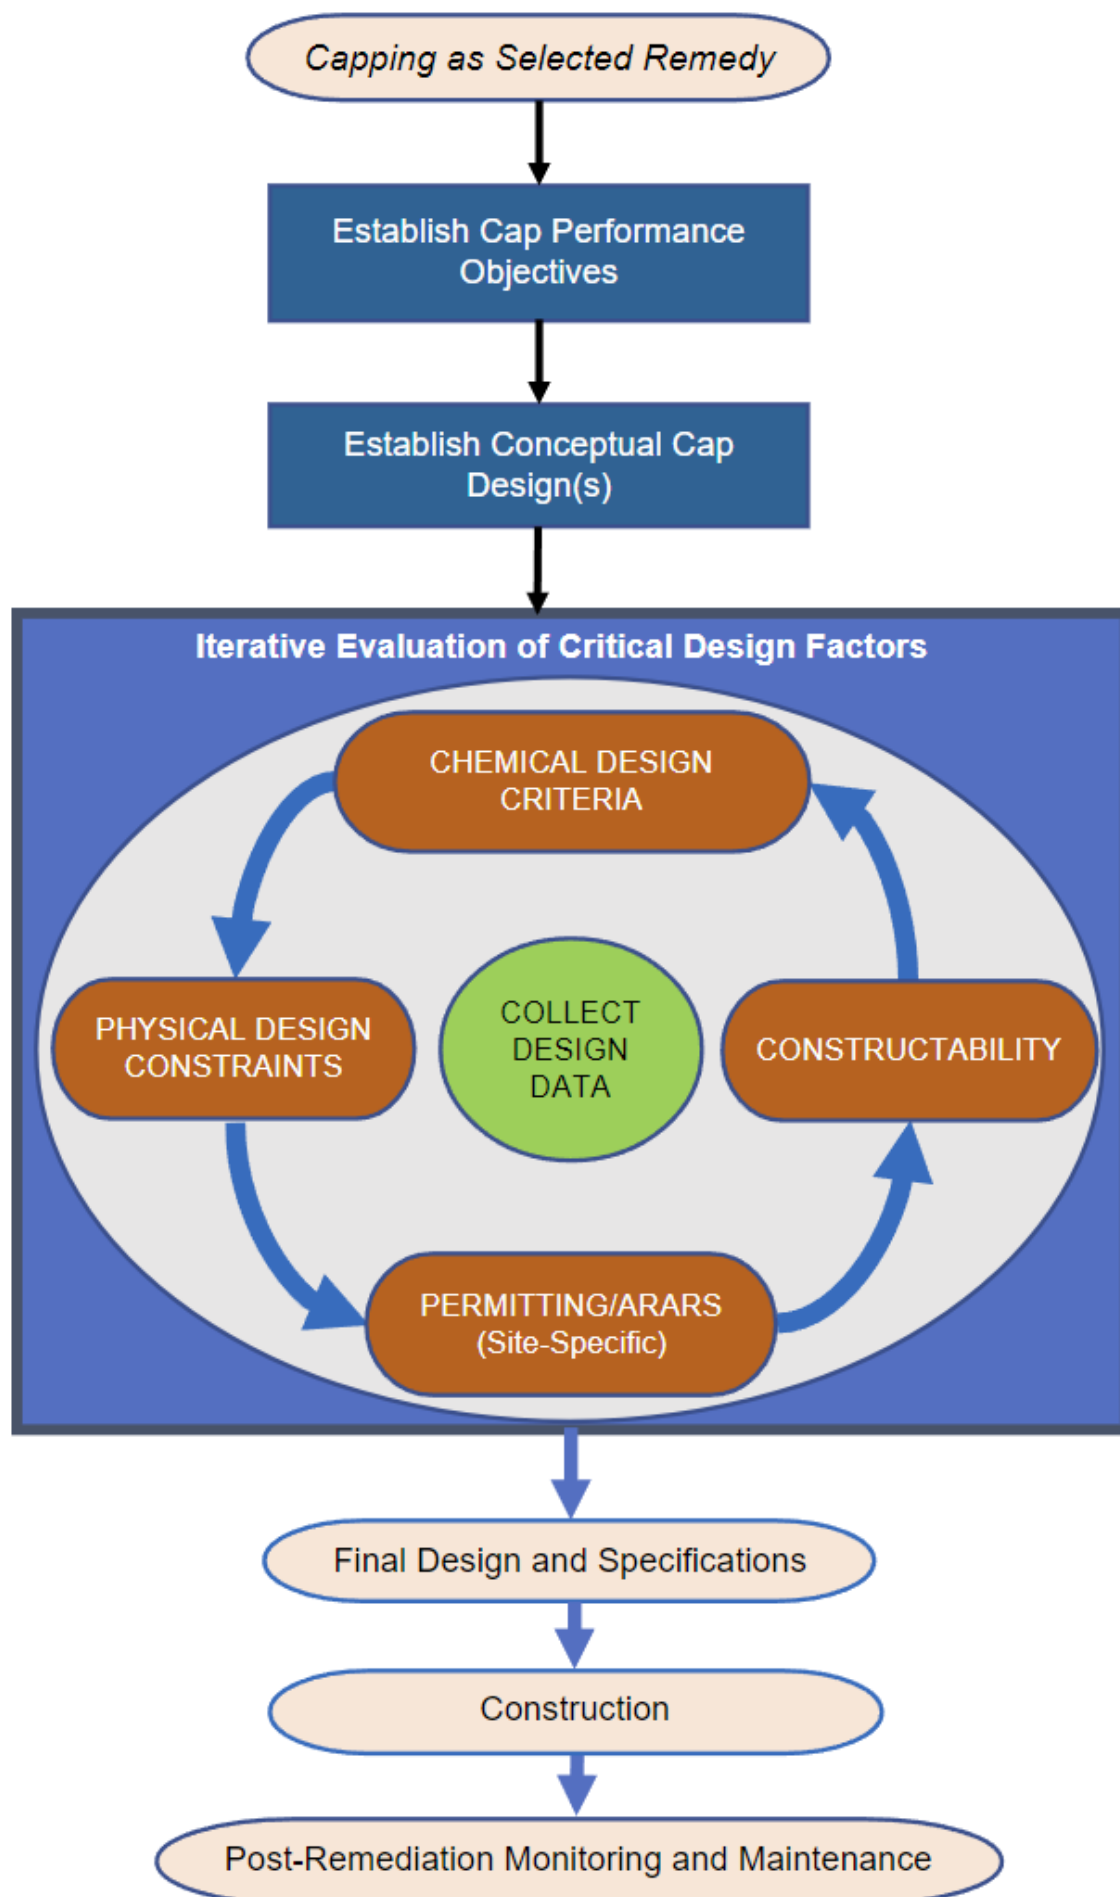 Capping as Selected Remedy
Establish Cap Performance
Objectives
Establish Conceptual Cap
Design(s)
Iterative Evaluation of Critical Design Factors
CHEMICAL DESIGN
CRITERIA
PHYSICAL DESIGN
CONSTRAINTS
COLLECT
DESIGN
DATA
CONSTRUCTABILITY
PERMITTING/ARARS
(Site-Specific)
Final Design and Specifications
Construction
Post-Remediation Monitoring and Maintenance